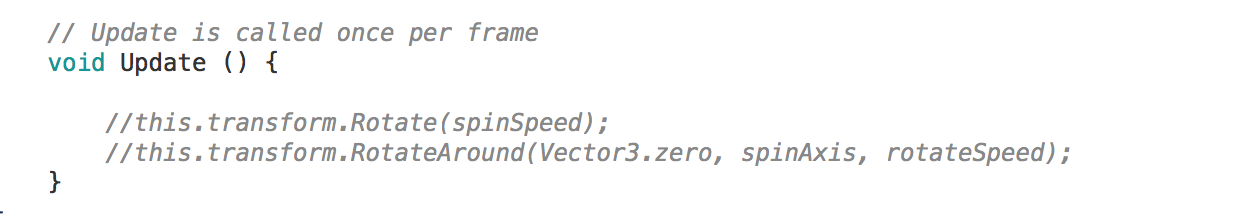 // Update is called once per frame
void Update () {
//this.transform.Rotate(spinSpeed);
//this.transform.RotateAround(Vector3.zero, spinAxis, rotateSpeed);
}